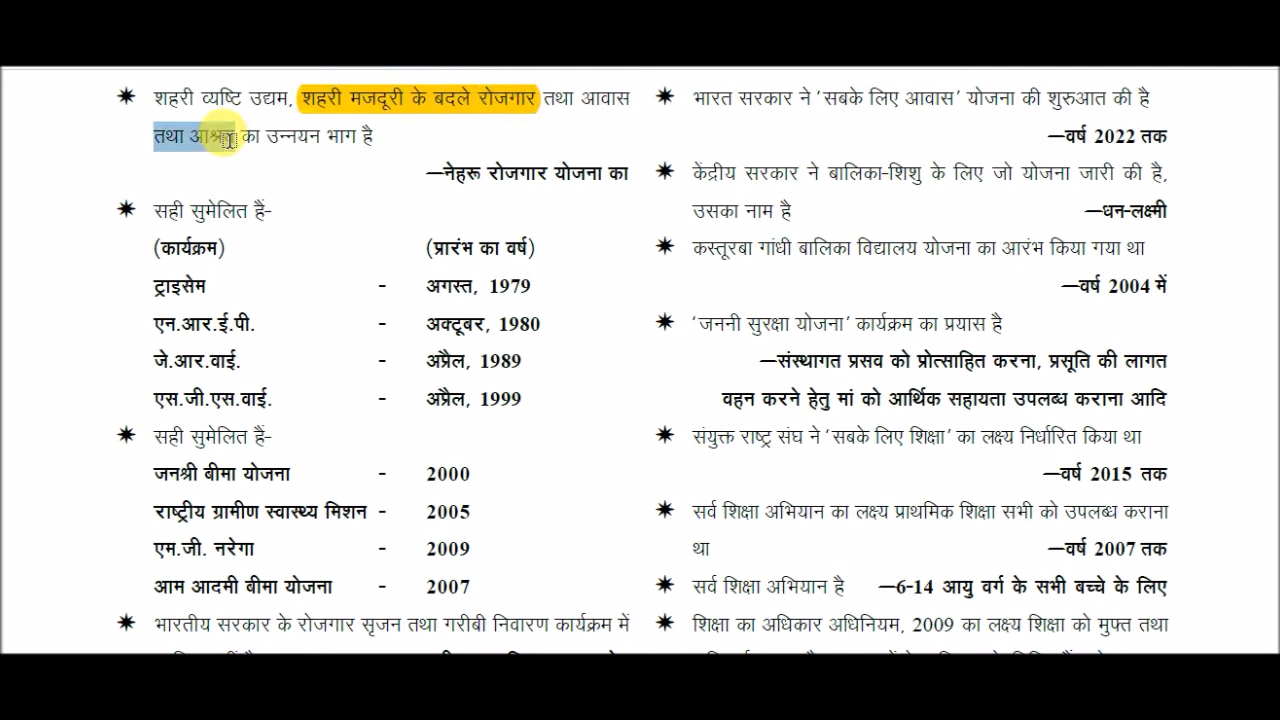 ✷ शहरी व्यष्टि उद्यम, शहरी मजदूरी के बदले रोजगार तथा आवास
तथा आश्रय का उन्नयन भाग है
—नेहरू रोजगार योजना का
✷ सही सुमेलित हैं-
(कार्यक्रम) (प्रारंभ का वर्ष)
ट्राइसेम - अगस्त, 1979
एन.आर.ई.पी. - अक्टूबर, 1980
जे.आर.वाई. - अप्रैल, 1989
एस.जी.एस.वाई. - अप्रैल, 1999
✷ सही सुमेलित हैं-
जनश्री बीमा योजना - 2000
राष्ट्रीय ग्रामीण स्वास्थ्य मिशन - 2005
एम.जी. नरेगा - 2009
आम आदमी बीमा योजना - 2007
✷ भारतीय सरकार के रोजगार सृजन तथा गरीबी निवारण कार्यक्रम में
✷ भारत सरकार ने ‘सबके लिए आवास’ योजना की शुरुआत की है
—वर्ष 2022 तक
✷ केंद्रीय सरकार ने बालिका-शिशु के लिए जो योजना जारी की है,
उसका नाम है —धन-लक्ष्मी
✷ कस्तूरबा गांधी बालिका विद्यालय योजना का आरंभ किया गया था
—वर्ष 2004 में
✷ ‘जननी सुरक्षा योजना’ कार्यक्रम का प्रयास है
—संस्थागत प्रसव को प्रोत्साहित करना, प्रसूति की लागत
वहन करने हेतु मां को आर्थिक सहायता उपलब्ध कराना आदि
✷ संयुक्त राष्ट्र संघ ने ‘सबके लिए शिक्षा’ का लक्ष्य निर्धारित किया था
—वर्ष 2015 तक
✷ सर्व शिक्षा अभियान का लक्ष्य प्राथमिक शिक्षा सभी को उपलब्ध कराना
था —वर्ष 2007 तक
✷ सर्व शिक्षा अभियान है —6-14 आयु वर्ग के सभी बच्चे के लिए
✷ शिक्षा का अधिकार अधिनियम, 2009 का लक्ष्य शिक्षा को मुफ्त तथा